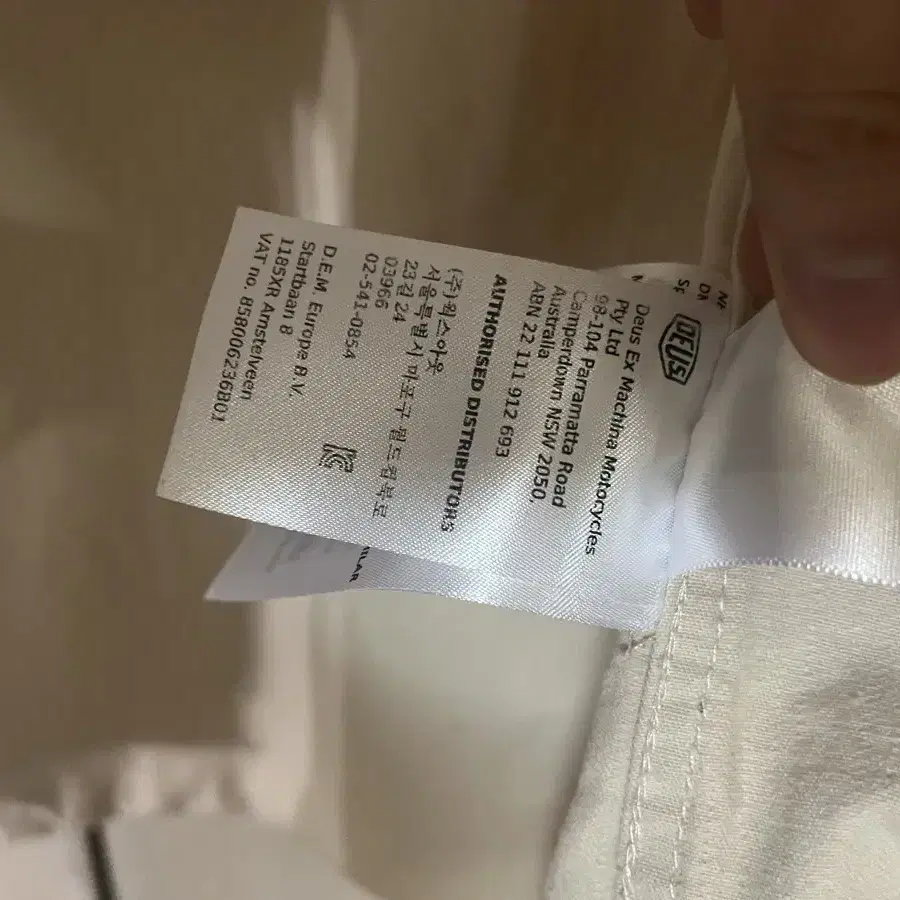 DEUS
Deus Ex Machina Motorcycles
Pty Ltd
98-104 Parramatta Road
Camperdown NSW 2050,
Australia
ABN 22 111 912 693
AUTHORISED DISTRIBUTORS
(주)웍스아웃
서울특별시 마포구 월드컵북로
23길 24
03966
02-541-0854
D.E.M. Europe B.V.
Startbaan 8
1185XR Amstelveen
VAT no. 858006236B01